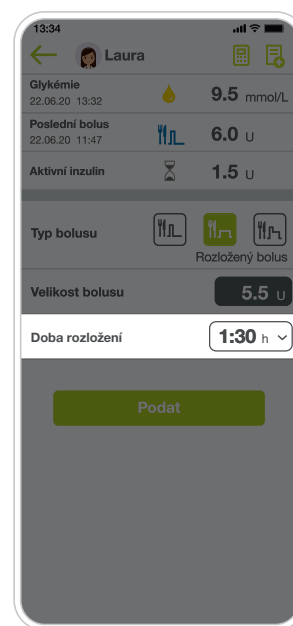 13:34
Laura
Glykémie
22.06.20 13:32
9.5 mmol/L
Poslední bolus
22.06.20 11:47
6.0 U
Aktivní inzulin
1.5 U
Typ bolusu
Rozložený bolus
Velikost bolusu
5.5 U
Doba rozložení
1:30 h
Podat